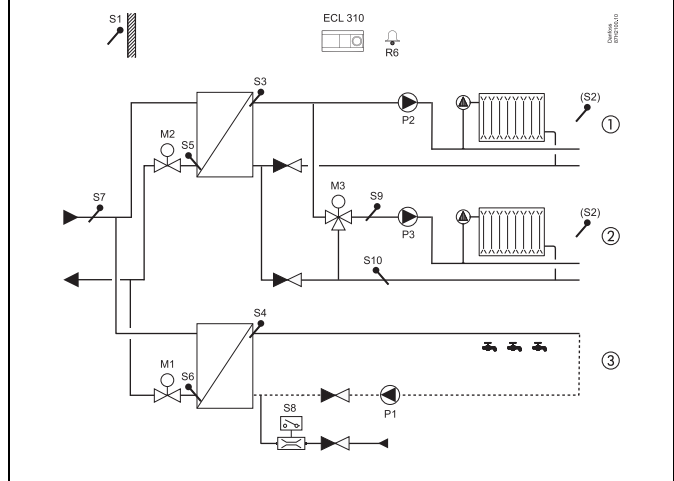 S1
ECL 310
R6
Danfoss
87H2100.10
S3
P2
(S2)
1
M2
S5
M3
S7
S9
(S2)
P3
2
S10
S4
3
M1
S6
P1
S8